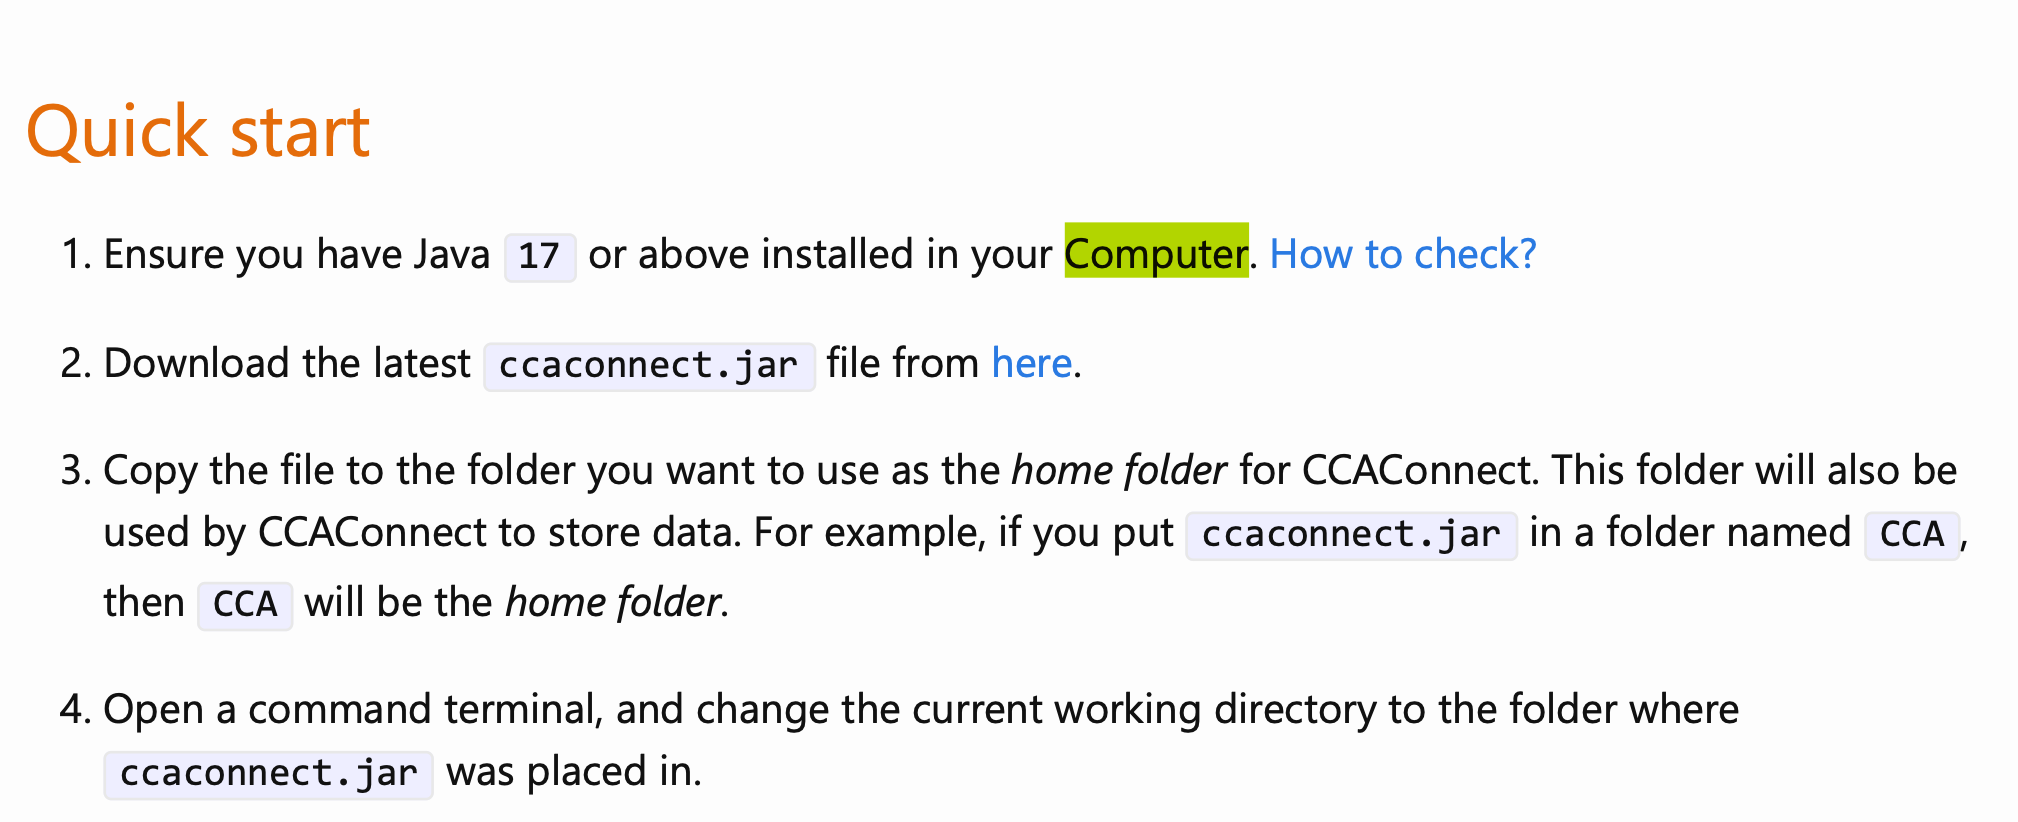 Quick start
1. Ensure you have Java 17 or above installed in your Computer. How to check?
2. Download the latest ccaconnect.jar file from here.
3. Copy the file to the folder you want to use as the home folder for CCAConnect. This folder will also be
used by CCAConnect to store data. For example, if you put ccaconnect.jar in a folder named CCA,
then CCA will be the home folder.
4. Open a command terminal, and change the current working directory to the folder where
ccaconnect.jar was placed in.